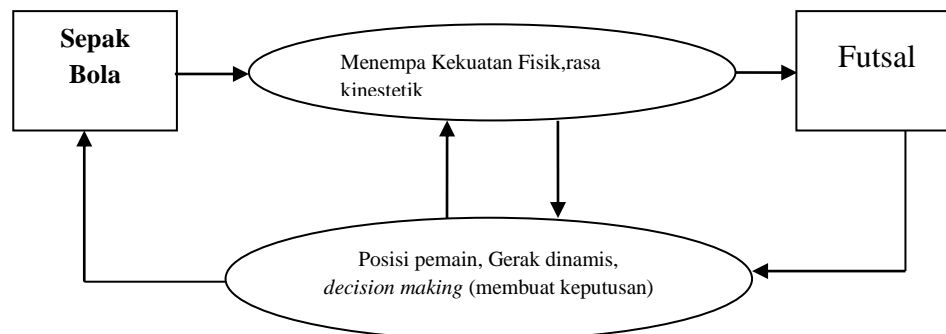 Sepak
Bola
Menempa Kekuatan Fisik,rasa
kinestetik
Futsal
Posisi pemain, Gerak dinamis,
decision making (membuat keputusan)